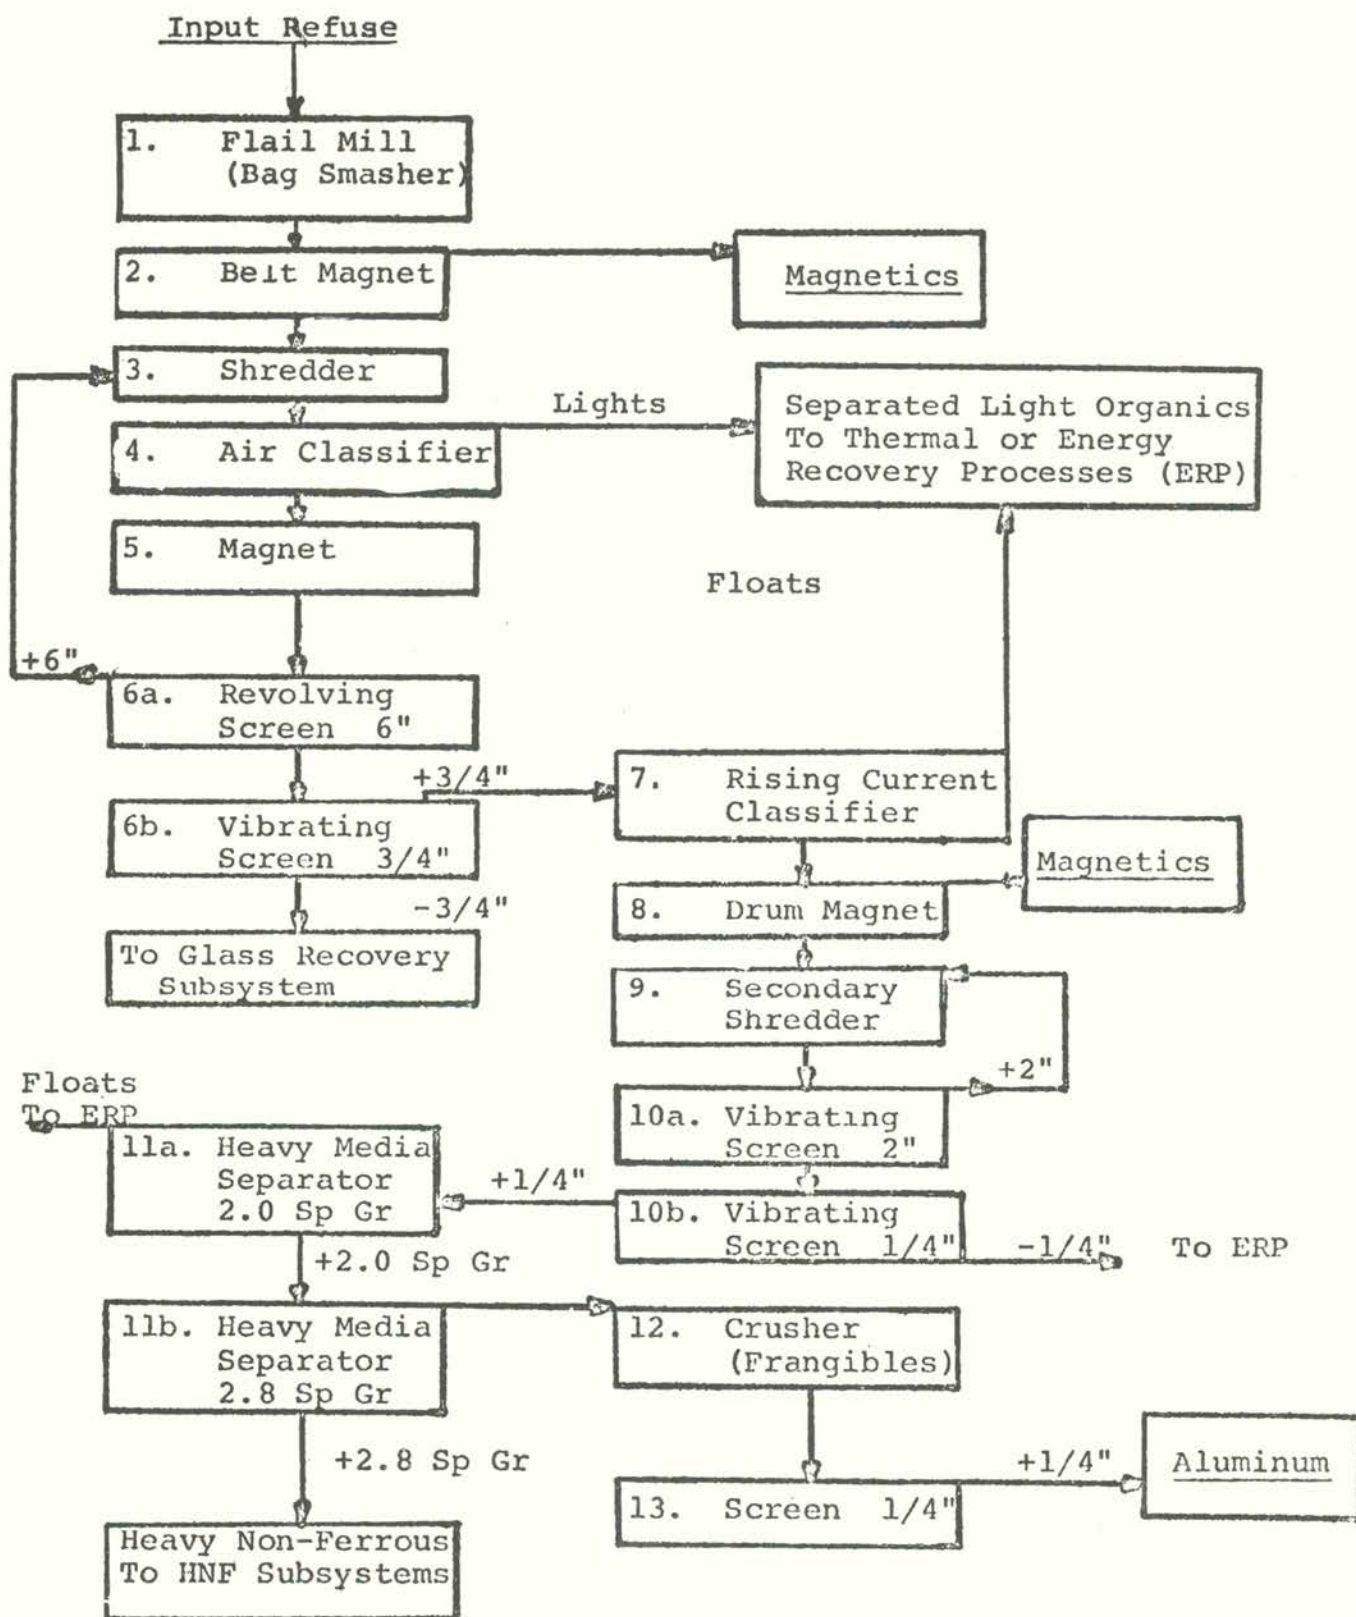 Input Refuse
1. Flail Mill
(Bag Smasher)
2. Belt Magnet
Magnetics
3. Shredder
Lights
Separated Light Organics
To Thermal or Energy
Recovery Processes (ERP)
4. Air Classifier
5. Magnet
Floats
+6"
6a. Revolving
Screen 6"
+3/4"
7. Rising Current
Classifier
6b. Vibrating
Screen 3/4"
-3/4"
Magnetics
8. Drum Magnet
To Glass Recovery
Subsystem
9. Secondary
Shredder
+2"
Floats
To ERP
10a. Vibrating
Screen 2"
11a. Heavy Media
Separator
2.0 Sp Gr
+1/4"
10b. Vibrating
Screen 1/4"
-1/4"
To ERP
+2.0 Sp Gr
11b. Heavy Media
Separator
2.8 Sp Gr
12. Crusher
(Frangibles)
+2.8 Sp Gr
+1/4"
Aluminum
13. Screen 1/4"
Heavy Non-Ferrous
To HNF Subsystems